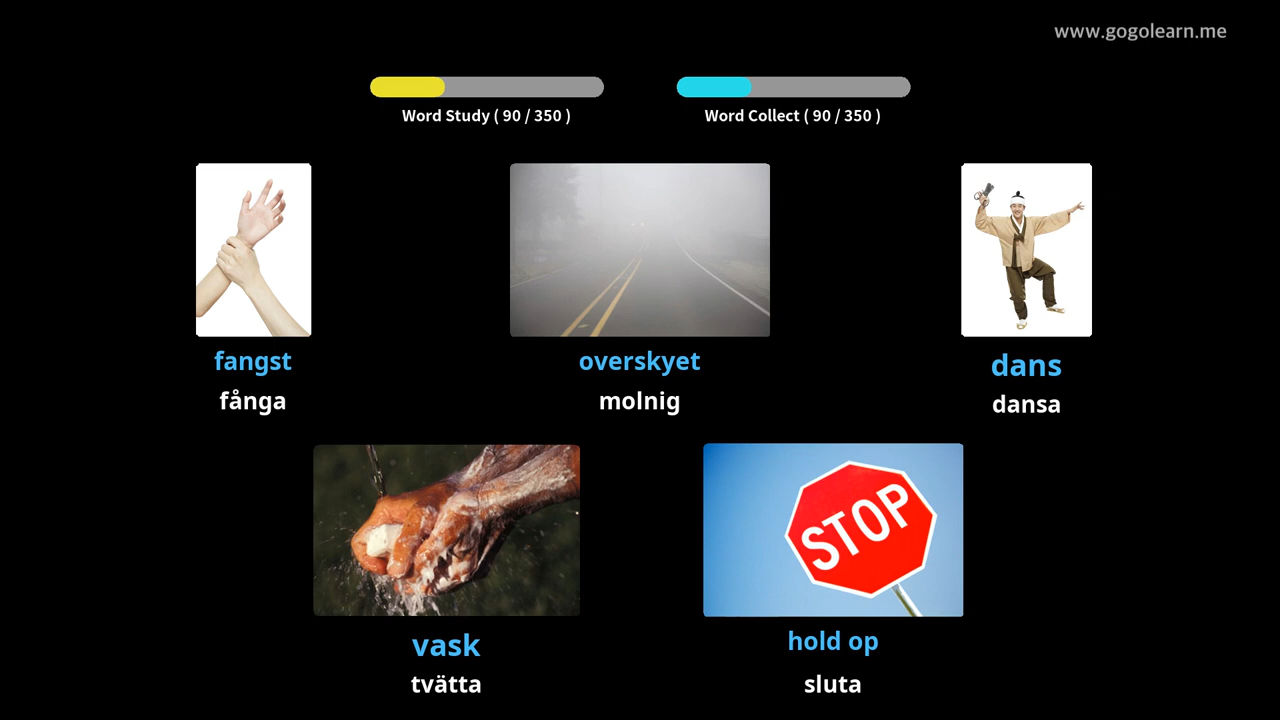 www.gogolearn.me
Word Study ( 90 / 350 )
Word Collect ( 90 / 350 )
fangst
fånga
overskyet
molnig
dans
dansa
vask
tvätta
STOP
hold op
sluta